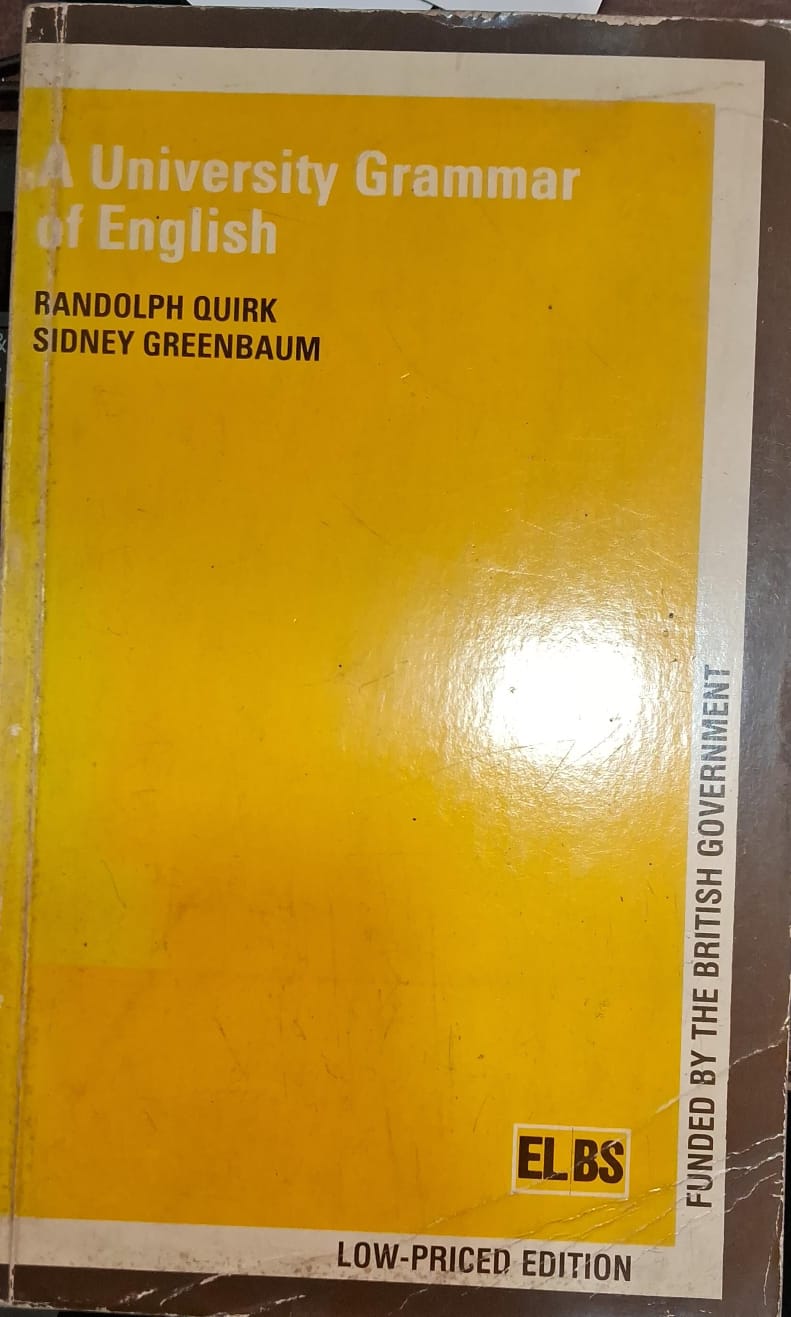 A University Grammar
of English
RANDOLPH QUIRK
SIDNEY GREENBAUM
FUNDED BY THE BRITISH GOVERNMENT
ELBS
LOW-PRICED EDITION